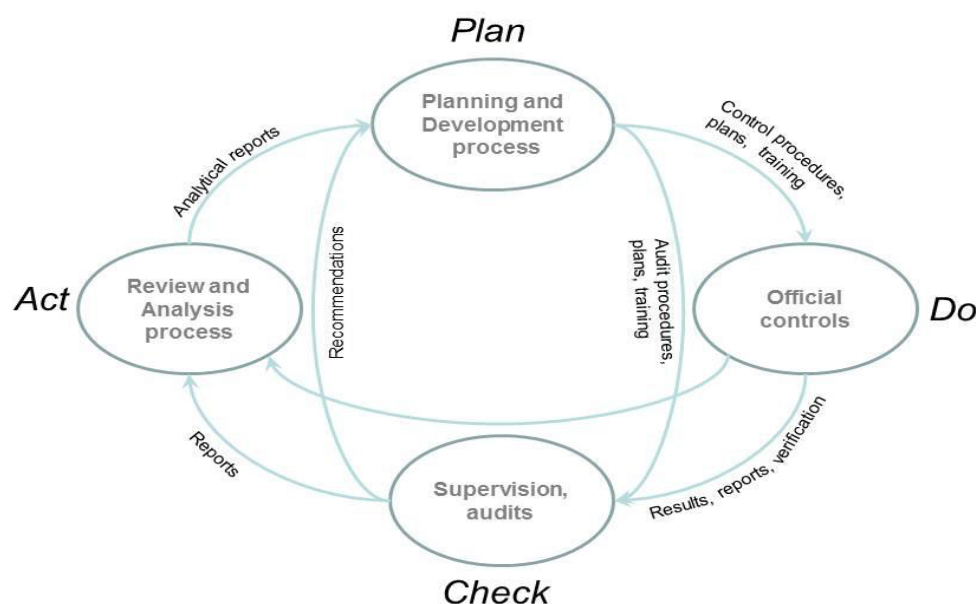 Plan
Planning and
Development
process
Analytical reports
Control procedures,
plans, training
Recommendations
Audit procedures,
plans, training
Act
Review and
Analysis
process
Official
controls
Do
Reports
Results, reports, verification
Supervision,
audits
Check